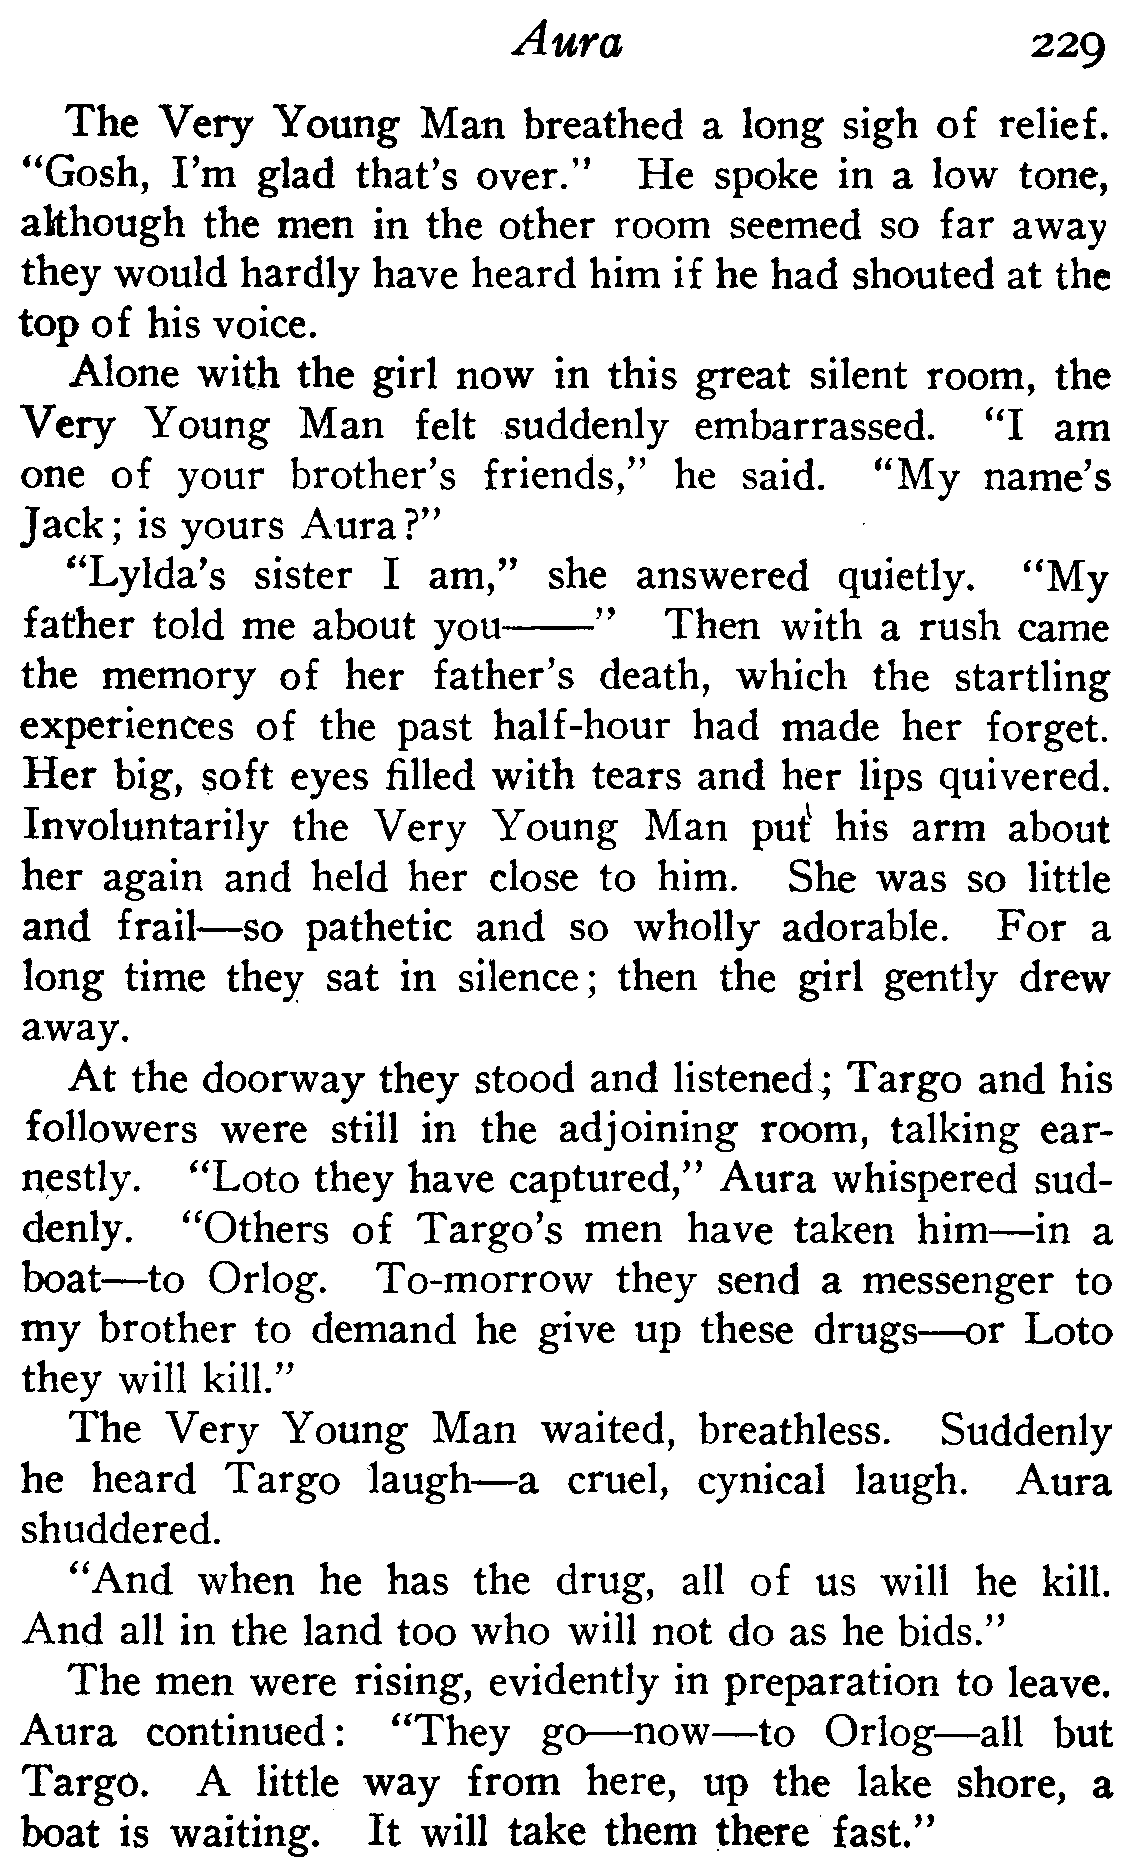 Aura 229
The Very Young Man breathed a long sigh of relief.
"Gosh, I'm glad that's over." He spoke in a low tone,
although the men in the other room seemed so far away
they would hardly have heard him if he had shouted at the
top of his voice.
Alone with the girl now in this great silent room, the
Very Young Man felt suddenly embarrassed. "I am
one of your brother's friends," he said. "My name's
Jack; is yours Aura?"
"Lylda's sister I am," she answered quietly. "My
father told me about you——" Then with a rush came
the memory of her father's death, which the startling
experiences of the past half-hour had made her forget.
Her big, soft eyes filled with tears and her lips quivered.
Involuntarily the Very Young Man put his arm about
her again and held her close to him. She was so little
and frail—so pathetic and so wholly adorable. For a
long time they sat in silence; then the girl gently drew
away.
At the doorway they stood and listened; Targo and his
followers were still in the adjoining room, talking ear-
nestly. "Loto they have captured," Aura whispered sud-
denly. "Others of Targo's men have taken him—in a
boat—to Orlog. To-morrow they send a messenger to
my brother to demand he give up these drugs—or Loto
they will kill."
The Very Young Man waited, breathless. Suddenly
he heard Targo laugh—a cruel, cynical laugh. Aura
shuddered.
"And when he has the drug, all of us will he kill.
And all in the land too who will not do as he bids."
The men were rising, evidently in preparation to leave.
Aura continued: "They go—now—to Orlog—all but
Targo. A little way from here, up the lake shore, a
boat is waiting. It will take them there fast."